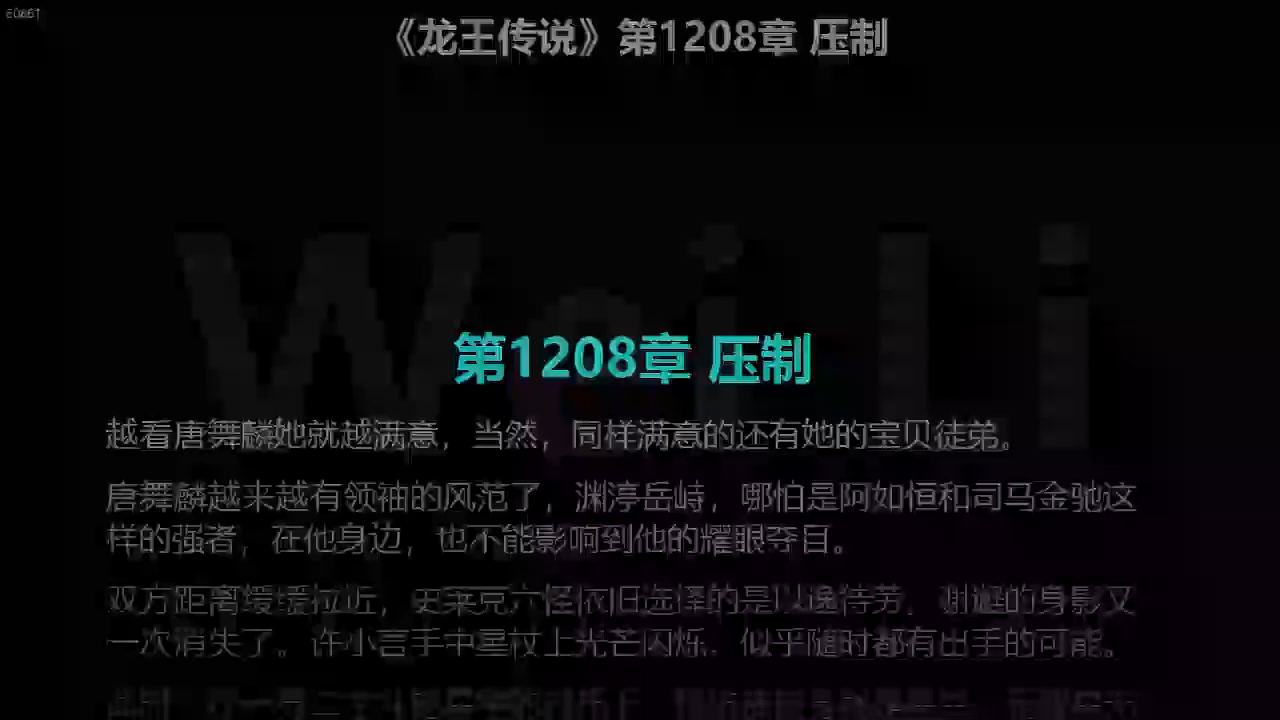 《龙王传说》第1208章 压制
Wei Li
第1208章 压制
越看唐舞麟她就越满意，当然，同样满意的还有她的宝贝徒弟。
唐舞麟越来越有领袖的风范了，渊渟岳峙，哪怕是阿如恒和司马金驰这
样的强者，在他身边，也不能影响到他的耀眼夺目。
双方距离缓缓拉近，史莱克六怪依旧选择的是以逸待劳，谢邂的身影又
一次消失了。许小言手中星杖上光芒闪烁，似乎随时都有出手的可能。